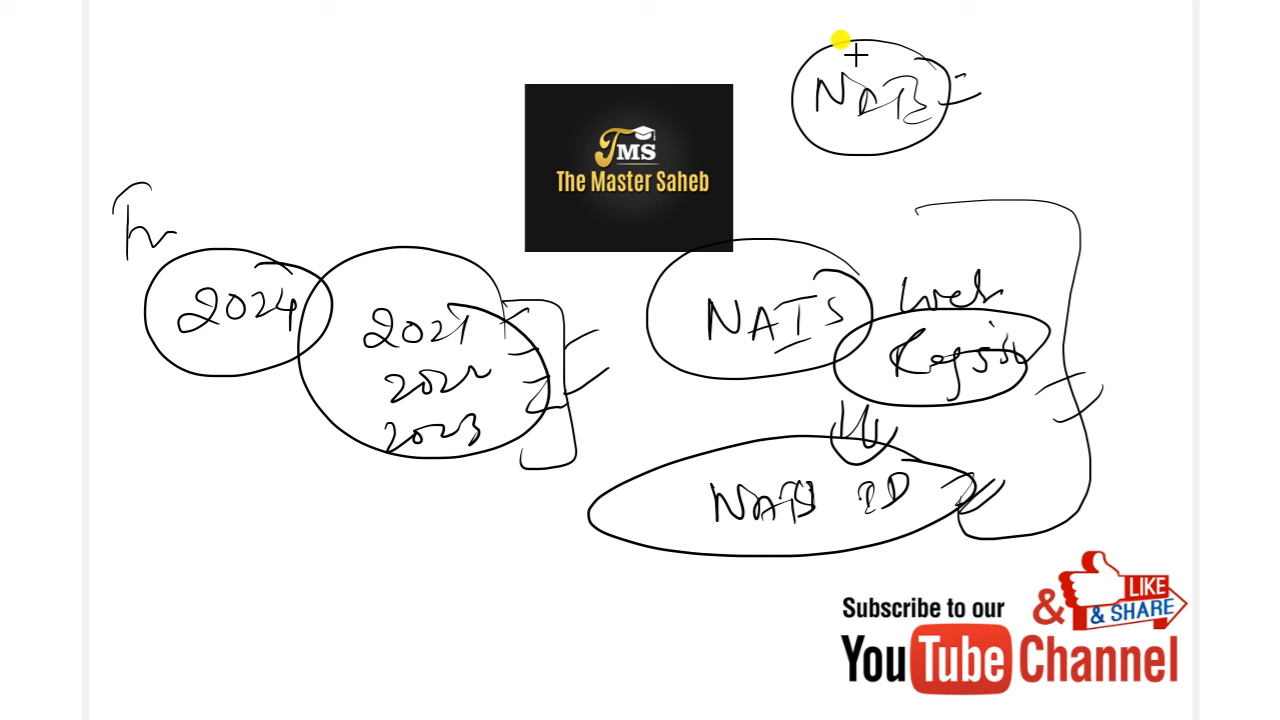 NATS
TMS
The Master Saheb
2024
2021
2022
2023
NATS
Web
NATS ID
Subscribe to our
YouTube Channel
&
LIKE
& SHARE